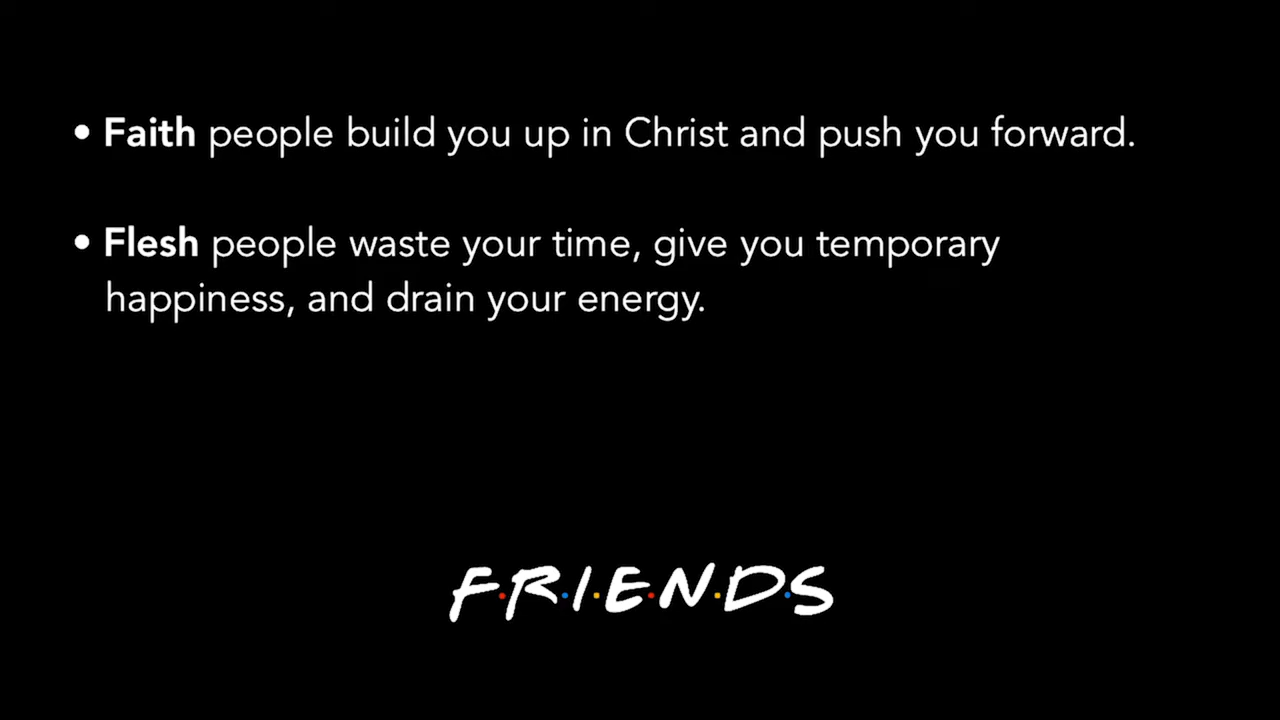 • Faith people build you up in Christ and push you forward.
• Flesh people waste your time, give you temporary
happiness, and drain your energy.
F·R·I·E·N·D·S